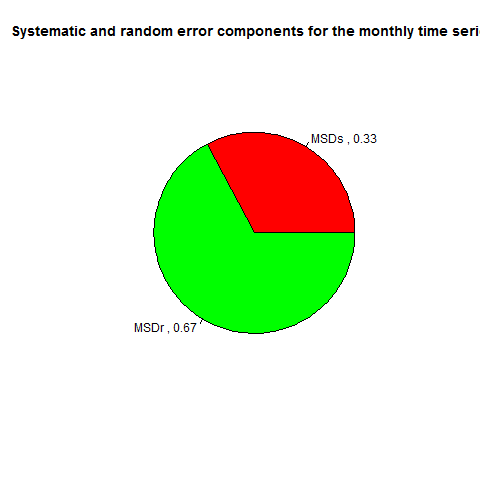 Systematic and random error components for the monthly time seri
MSDs , 0.33
MSDr , 0.67